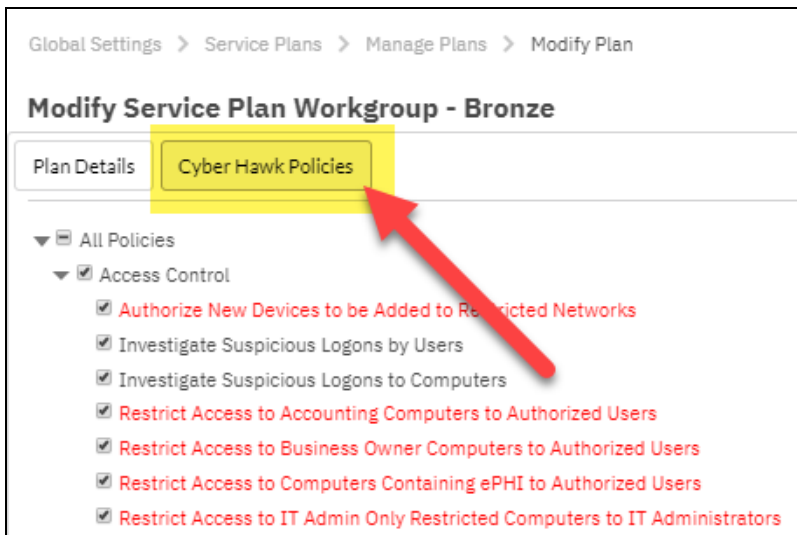 Global Settings > Service Plans > Manage Plans > Modify Plan
Modify Service Plan Workgroup - Bronze
Plan Details
Cyber Hawk Policies
All Policies
Access Control
Authorize New Devices to be Added to Restricted Networks
Investigate Suspicious Logons by Users
Investigate Suspicious Logons to Computers
Restrict Access to Accounting Computers to Authorized Users
Restrict Access to Business Owner Computers to Authorized Users
Restrict Access to Computers Containing ePHI to Authorized Users
Restrict Access to IT Admin Only Restricted Computers to IT Administrators